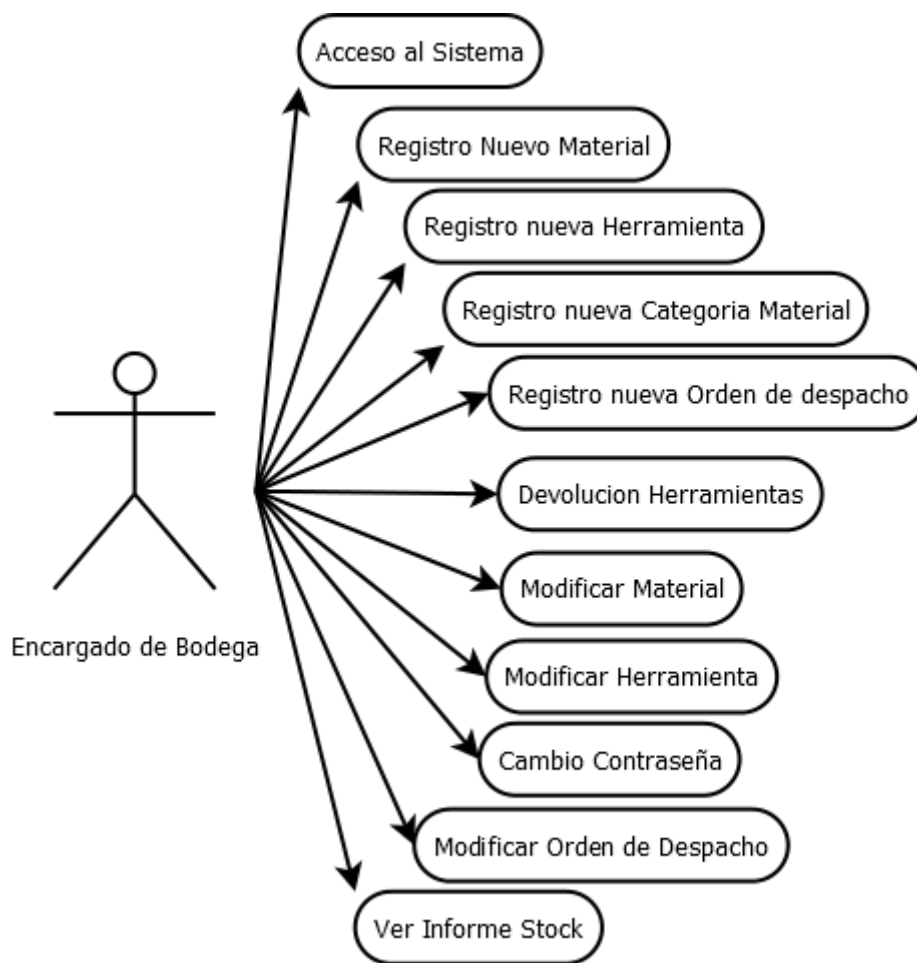 Acceso al Sistema
Registro Nuevo Material
Registro nueva Herramienta
Registro nueva Categoria Material
Registro nueva Orden de despacho
Devolucion Herramientas
Modificar Material
Encargado de Bodega
Modificar Herramienta
Cambio Contraseña
Modificar Orden de Despacho
Ver Informe Stock